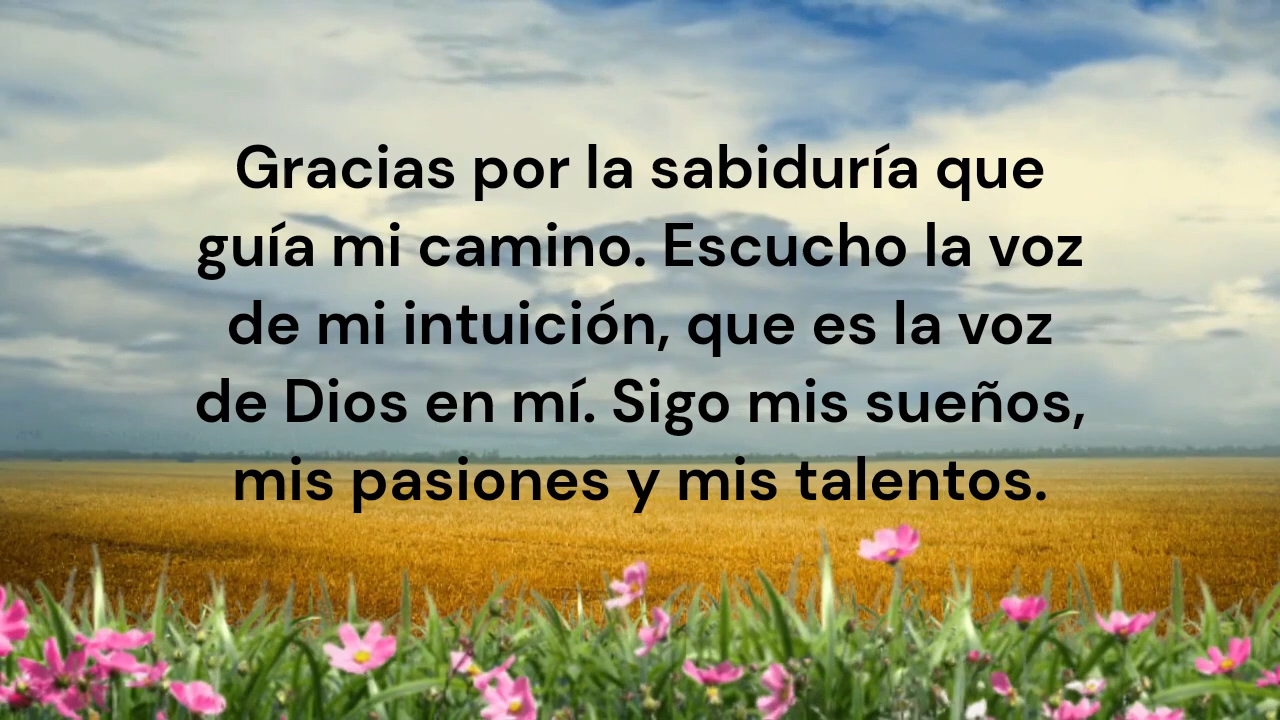 Gracias por la sabiduría que
guía mi camino. Escucho la voz
de mi intuición, que es la voz
de Dios en mí. Sigo mis sueños,
mis pasiones y mis talentos.